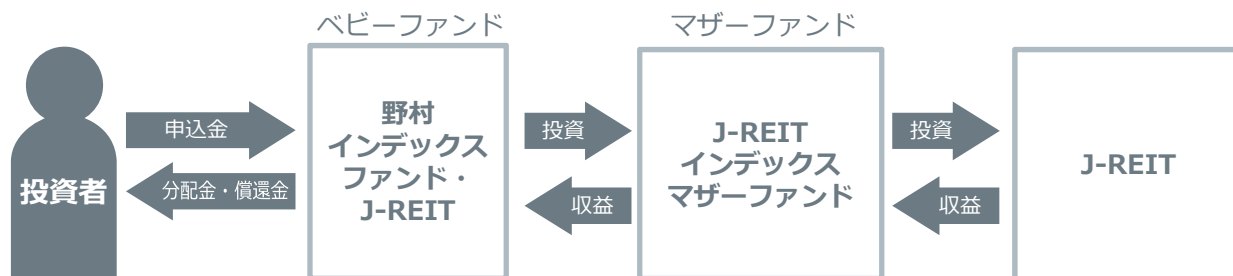 ベビーファンド
マザーファンド
投資者
申込金
分配金・償還金
野村
インデックス
ファンド・
J-REIT
投資
収益
J-REIT
インデックス
マザーファンド
投資
収益
J-REIT